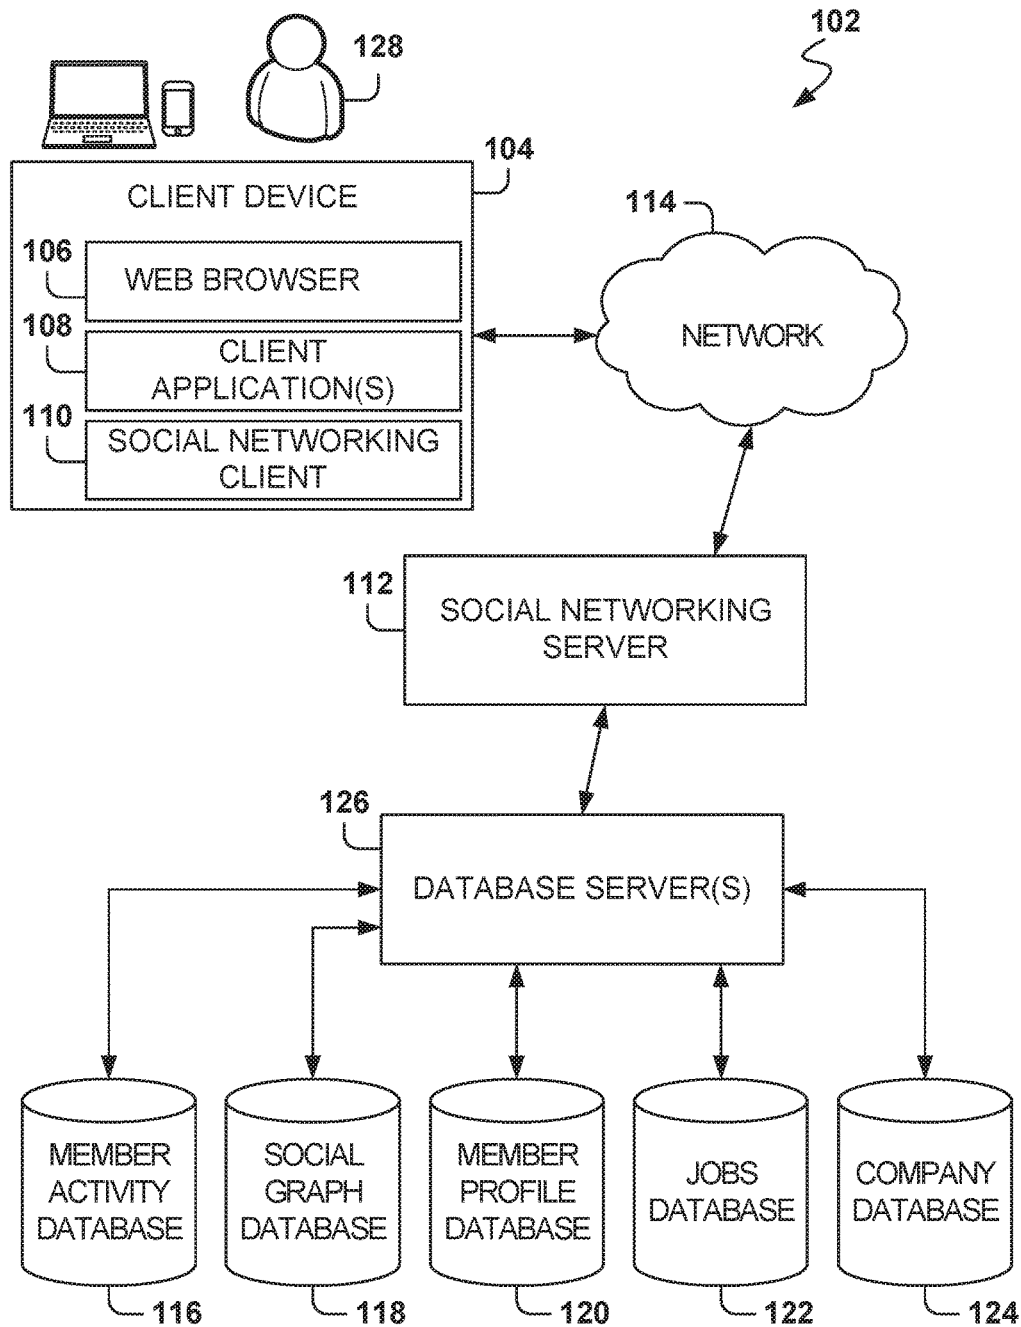 128
102
104
CLIENT DEVICE
114
106
WEB BROWSER
108
CLIENT
APPLICATION(S)
NETWORK
110
SOCIAL NETWORKING
CLIENT
112
SOCIAL NETWORKING
SERVER
126
DATABASE SERVER(S)
MEMBER
ACTIVITY
DATABASE
SOCIAL
GRAPH
DATABASE
MEMBER
PROFILE
DATABASE
JOBS
DATABASE
COMPANY
DATABASE
116
118
120
122
124